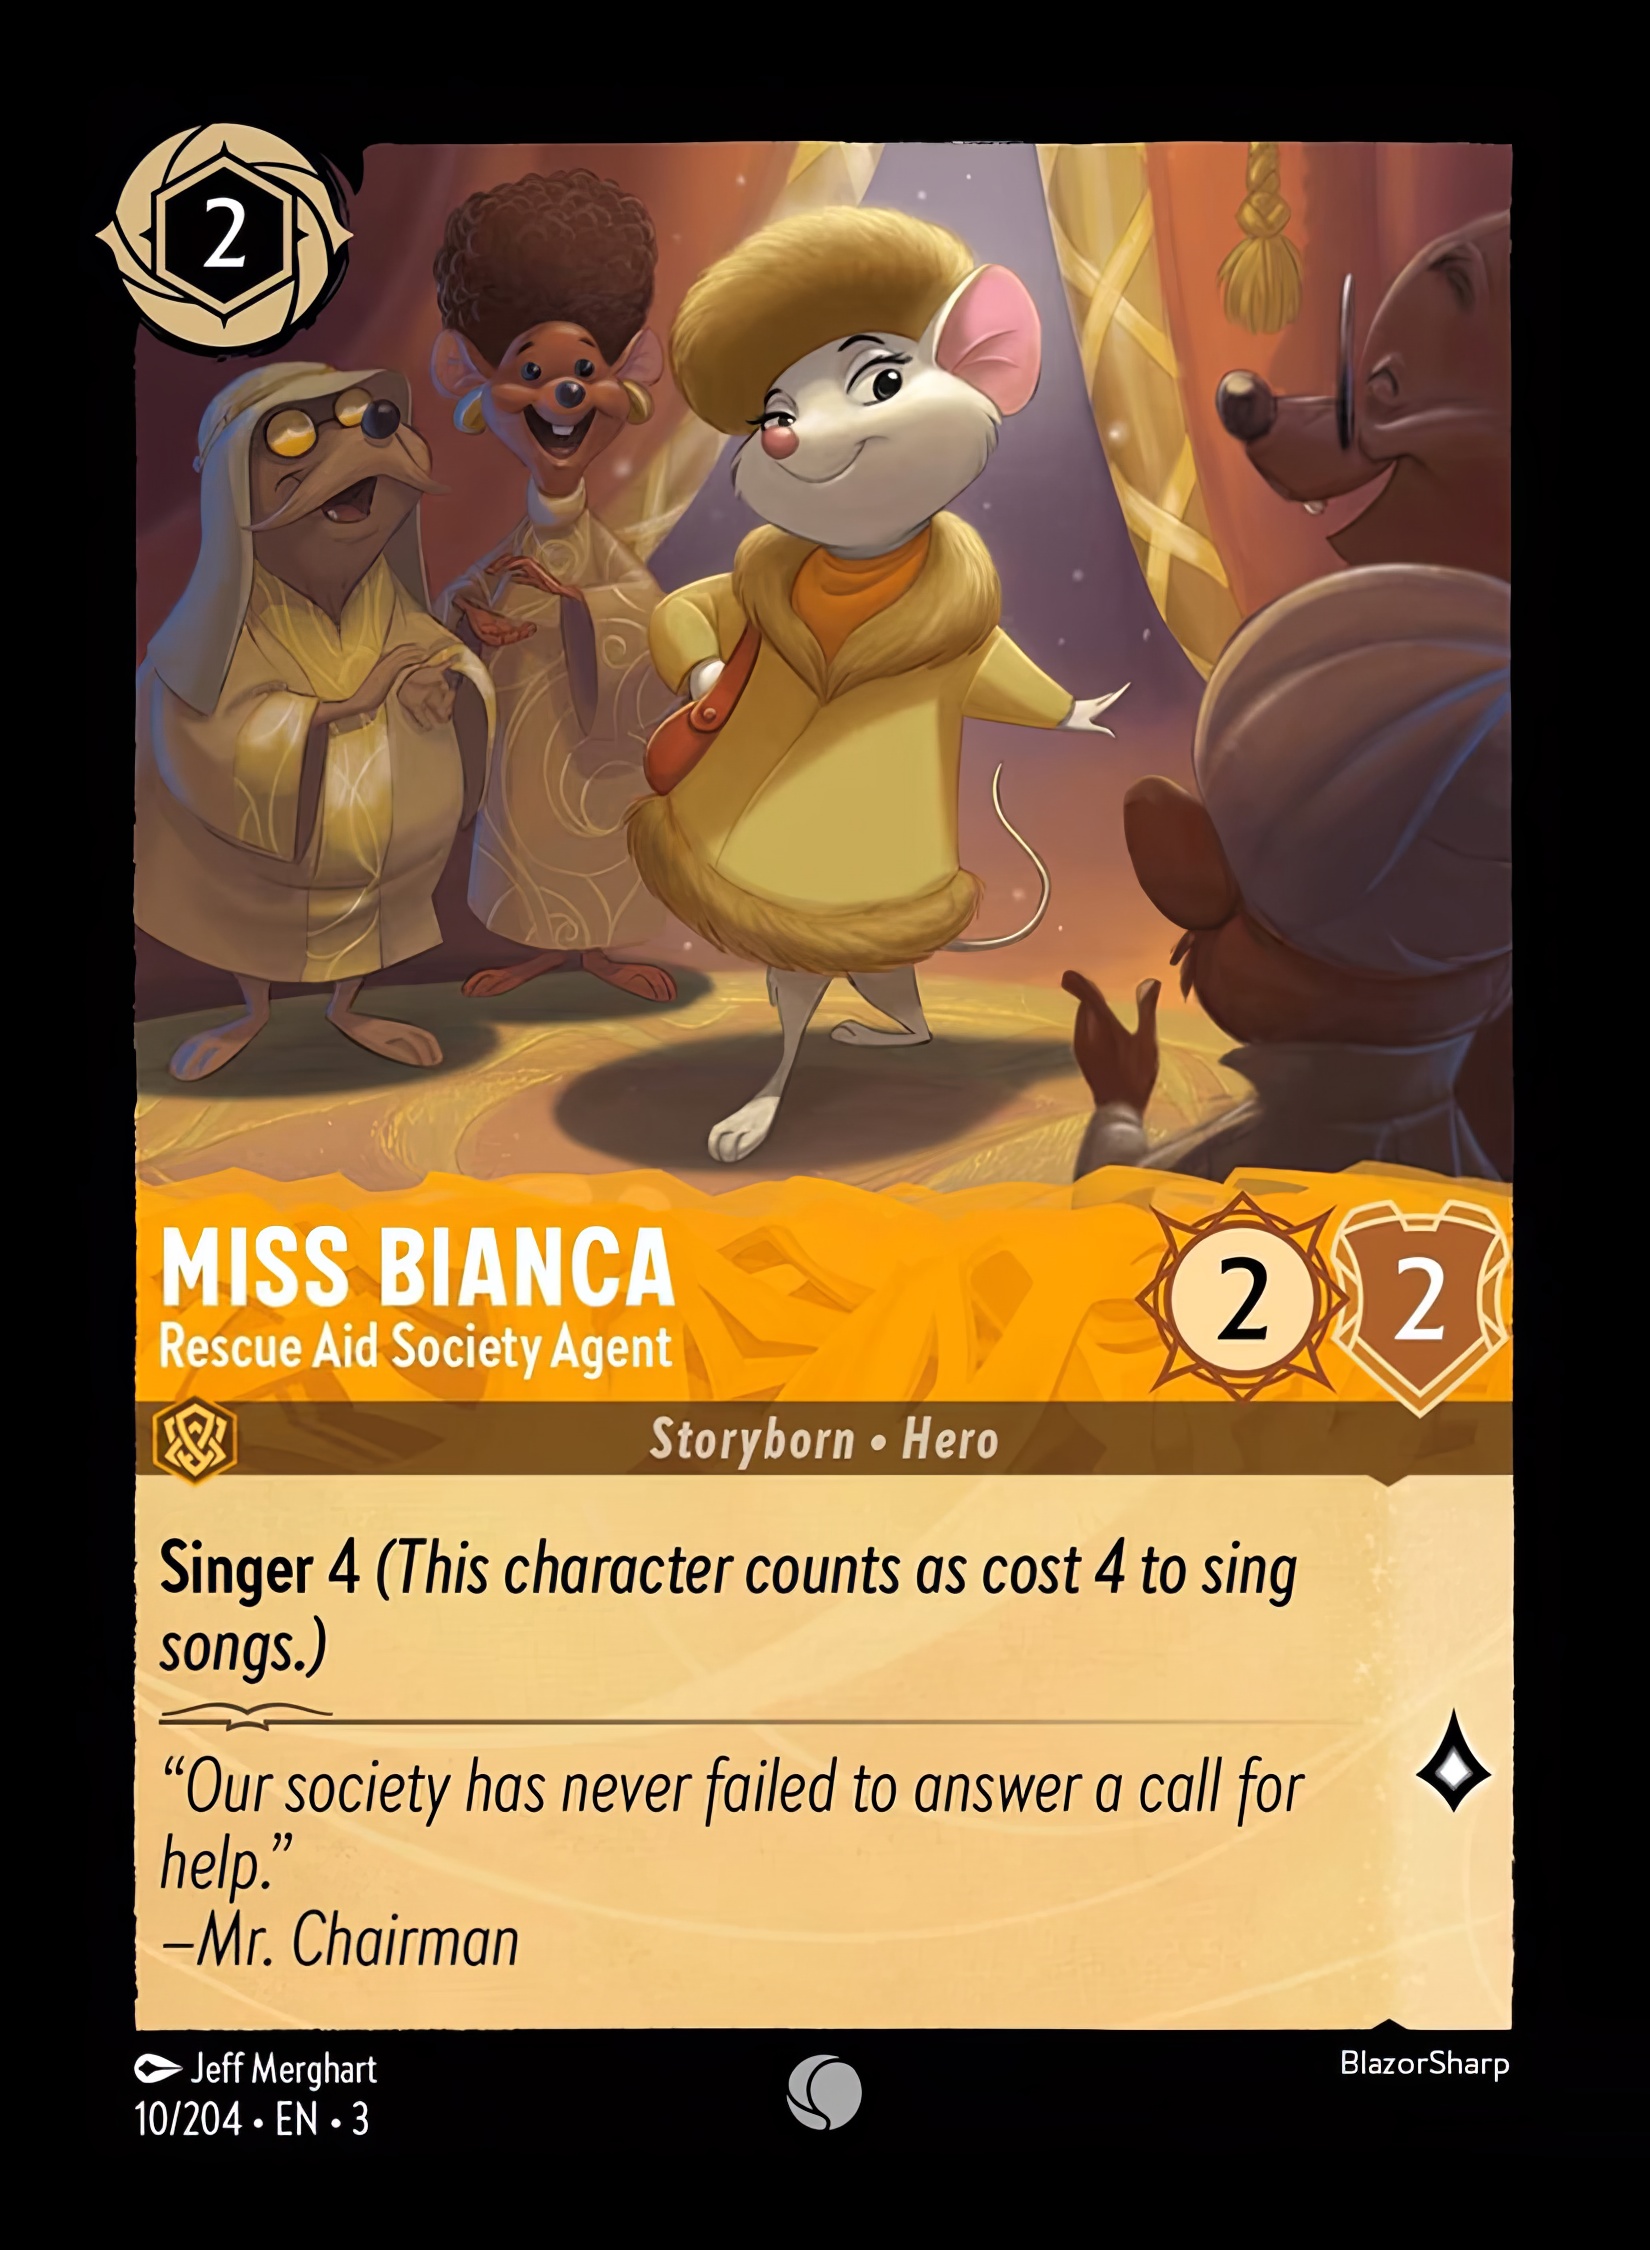 2
MISS BIANCA
Rescue Aid Society Agent
2
2
Storyborn • Hero
Singer 4 (This character counts as cost 4 to sing
songs.)
“Our society has never failed to answer a call for
help.”
–Mr. Chairman
Jeff Merghart
10/204 • EN • 3
BlazorSharp